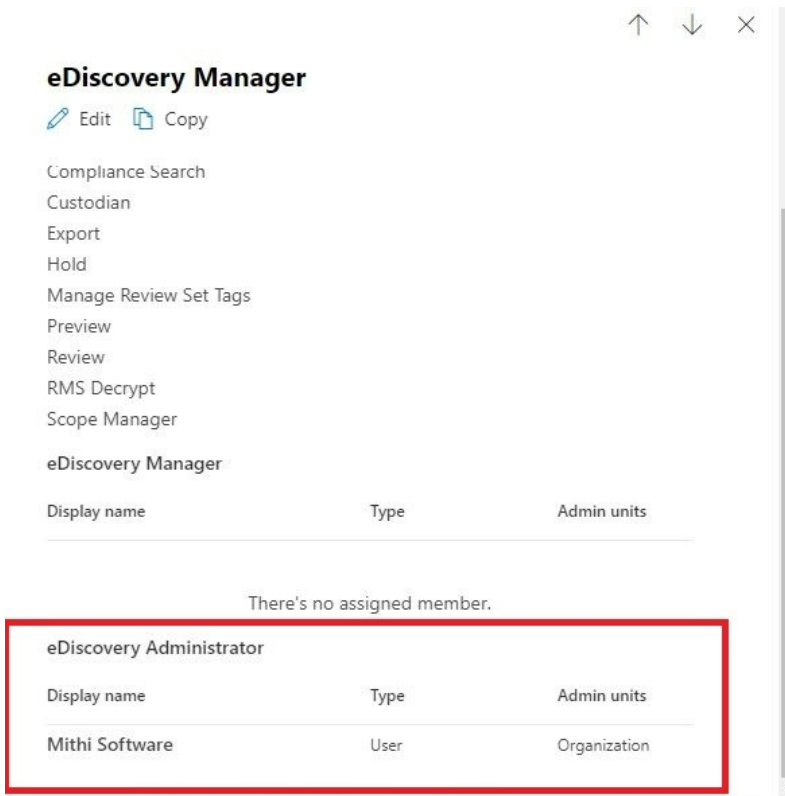 eDiscovery Manager
Edit Copy
Compliance Search
Custodian
Export
Hold
Manage Review Set Tags
Preview
Review
RMS Decrypt
Scope Manager
eDiscovery Manager
Display name Type Admin units
There's no assigned member.
eDiscovery Administrator
Display name Type Admin units
Mithi Software User Organization